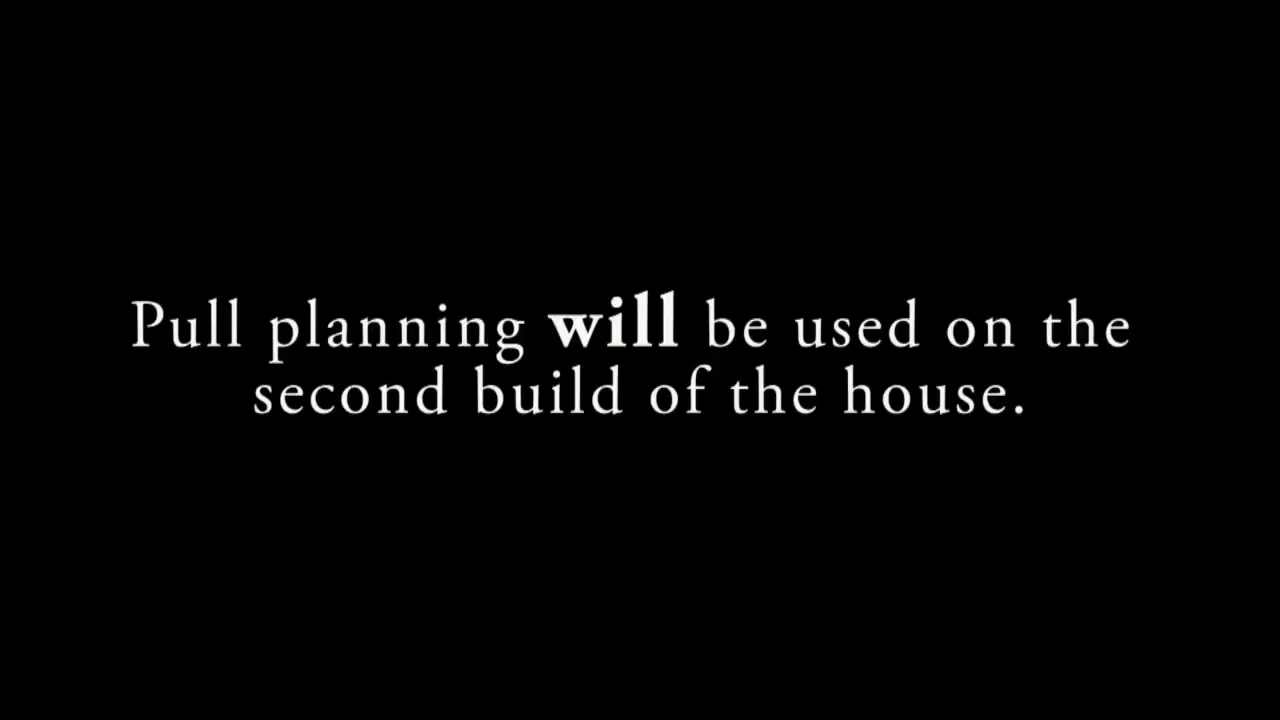 Pull planning will be used on the
second build of the house.